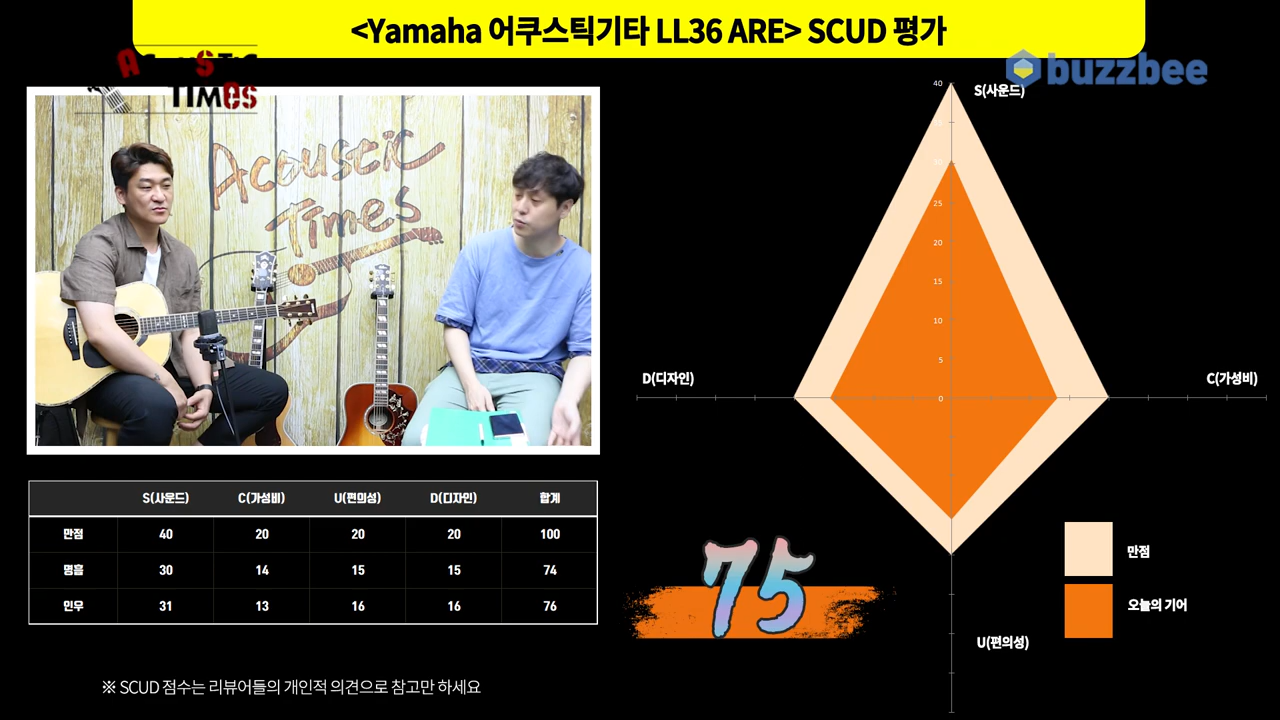 <Yamaha 어쿠스틱기타 LL36 ARE> SCUD 평가
ACOUSTIC
TIMES
buzzbee
Acoustic
Times
S(사운드) C(가성비) U(편의성) D(디자인) 합계
만점 40 20 20 20 100
명흠 30 14 15 15 74
인우 31 13 16 16 76
※ SCUD 점수는 리뷰어들의 개인적 의견으로 참고만 하세요
S(사운드)
40
30
25
20
15
10
5
0
D(디자인)
C(가성비)
U(편의성)
75
만점
오늘의 기어